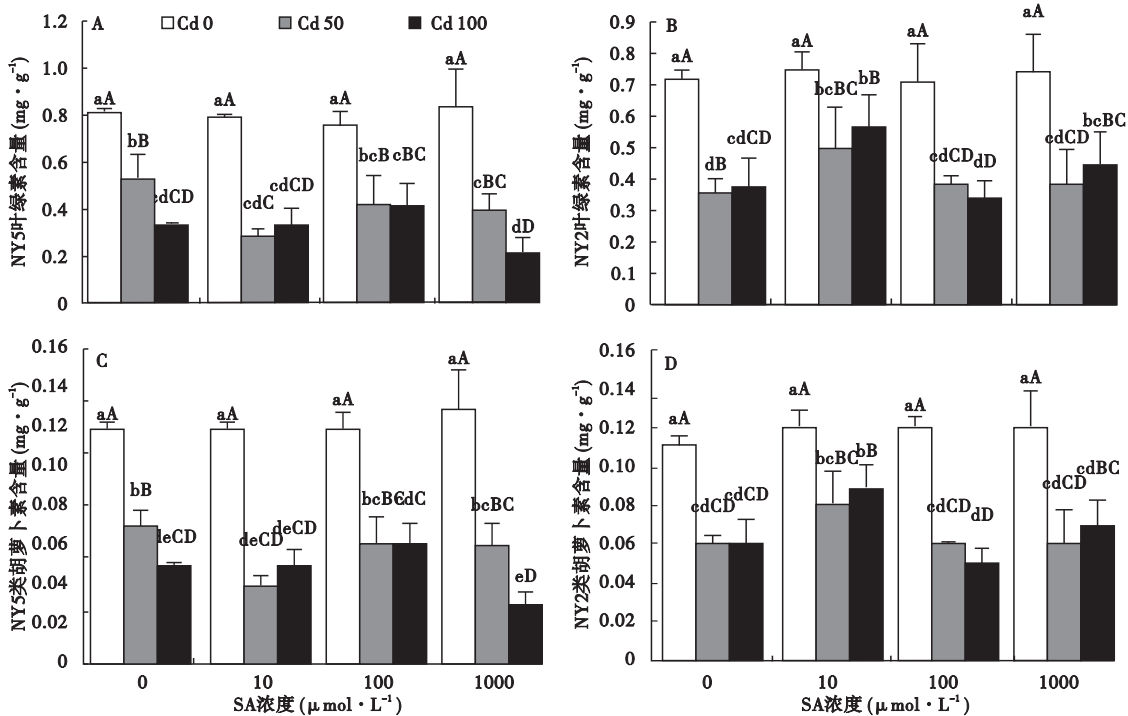 A
Cd 0
Cd 50
Cd 100
NY5叶绿素含量 (mg·g⁻¹)
1.2
1.0
0.8
0.6
0.4
0.2
0
aA
bB
cdCD
aA
cdC
cdCD
aA
bcB
cBC
aA
cBC
dD
B
NY2叶绿素含量 (mg·g⁻¹)
0.9
0.8
0.7
0.6
0.5
0.4
0.3
0.2
0.1
0
aA
dB
cdCD
aA
bcBC
bB
aA
cdCD
dD
aA
cdCD
bcBC
C
NY5类胡萝卜素含量 (mg·g⁻¹)
0.16
0.14
0.12
0.10
0.08
0.06
0.04
0.02
0
aA
bB
deCD
aA
deCD
deCD
aA
bcBC
cdC
aA
bcBC
eD
0
10
100
1000
SA浓度 (μmol·L⁻¹)
D
NY2类胡萝卜素含量 (mg·g⁻¹)
0.16
0.14
0.12
0.10
0.08
0.06
0.04
0.02
0
aA
cdCD
cdCD
aA
bcBC
bB
aA
cdCD
dD
aA
cdCD
cdBC
0
10
100
1000
SA浓度 (μmol·L⁻¹)